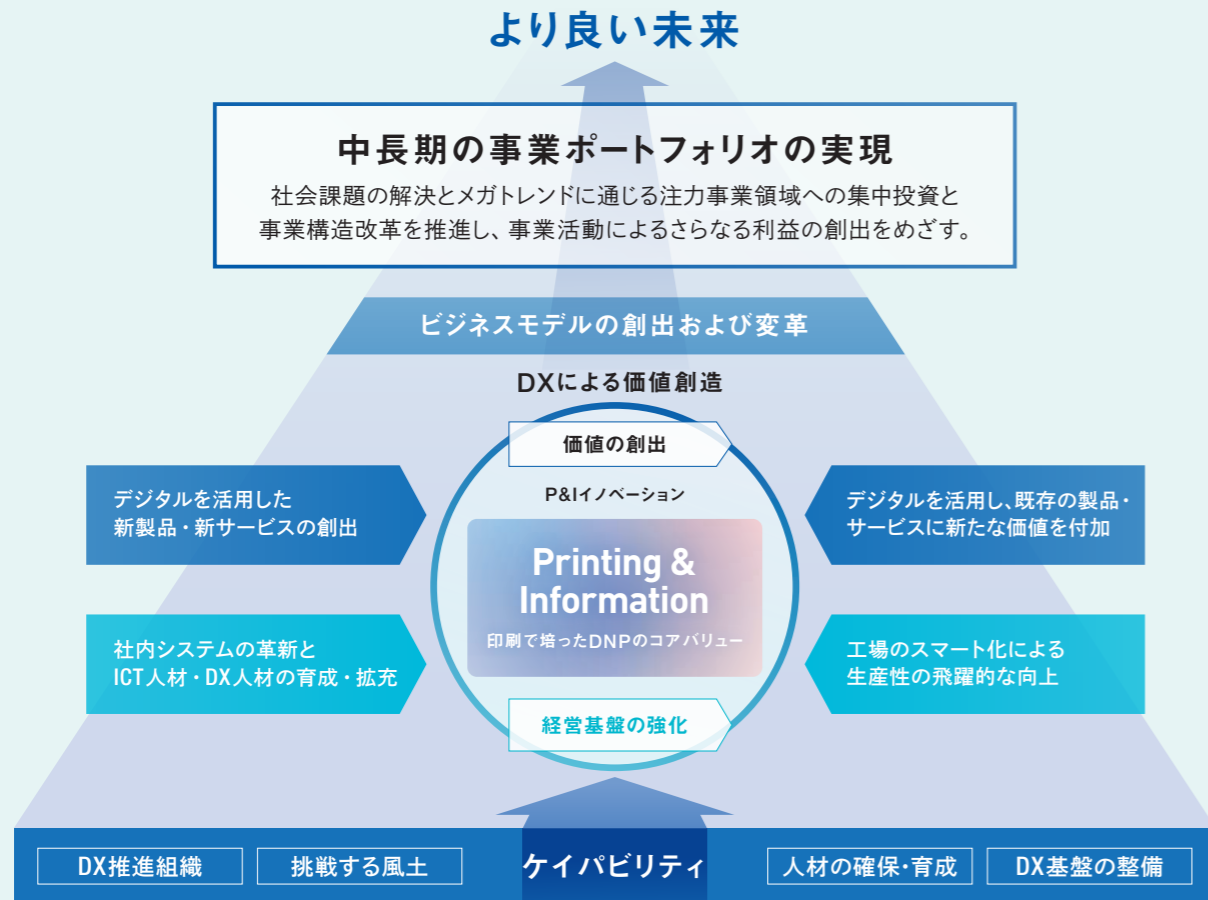 より良い未来
中長期の事業ポートフォリオの実現
社会課題の解決とメガトレンドに通じる注力事業領域への集中投資と
事業構造改革を推進し、事業活動によるさらなる利益の創出をめざす。
ビジネスモデルの創出および変革
DXによる価値創造
価値の創出
P&Iイノベーション
Printing &
Information
印刷で培ったDNPのコアバリュー
経営基盤の強化
デジタルを活用した
新製品・新サービスの創出
社内システムの革新と
ICT人材・DX人材の育成・拡充
デジタルを活用し、既存の製品・
サービスに新たな価値を付加
工場のスマート化による
生産性の飛躍的な向上
DX推進組織
挑戦する風土
ケイパビリティ
人材の確保・育成
DX基盤の整備